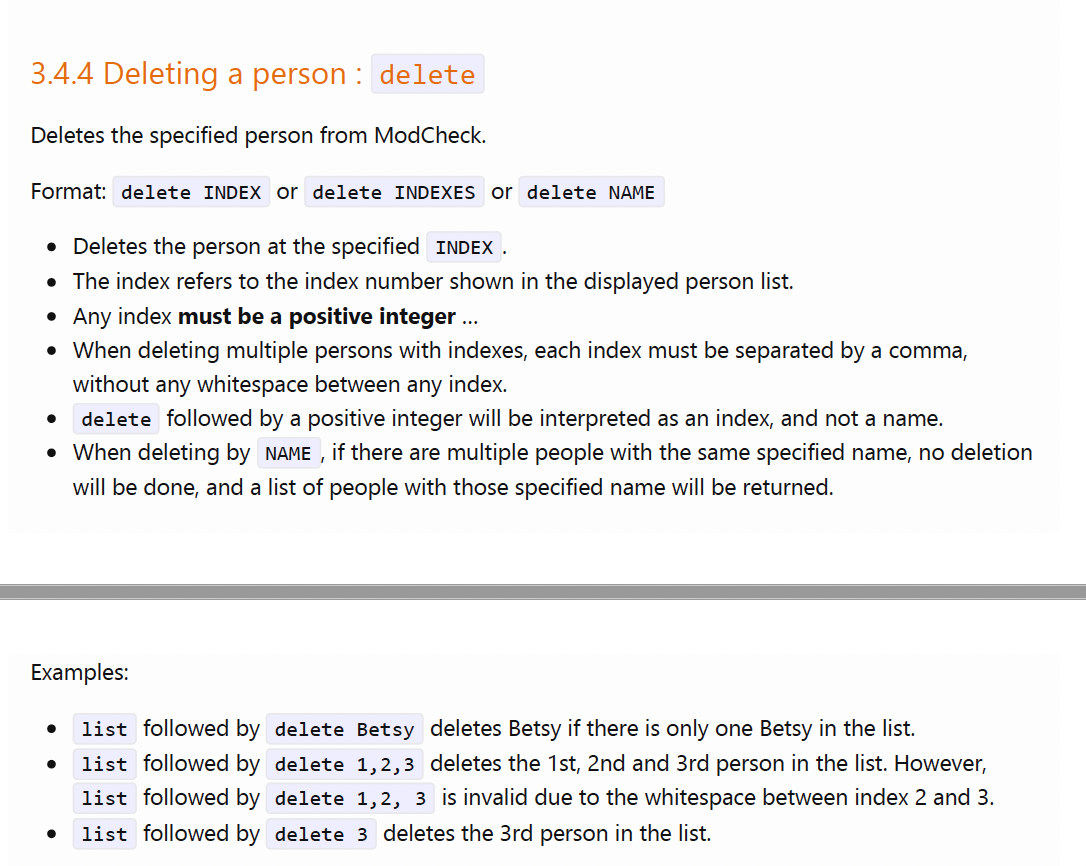 3.4.4 Deleting a person : delete
Deletes the specified person from ModCheck.
Format: delete INDEX or delete INDEXES or delete NAME
• Deletes the person at the specified INDEX .
• The index refers to the index number shown in the displayed person list.
• Any index must be a positive integer ...
• When deleting multiple persons with indexes, each index must be separated by a comma,
without any whitespace between any index.
• delete followed by a positive integer will be interpreted as an index, and not a name.
• When deleting by NAME , if there are multiple people with the same specified name, no deletion
will be done, and a list of people with those specified name will be returned.
Examples:
• list followed by delete Betsy deletes Betsy if there is only one Betsy in the list.
• list followed by delete 1,2,3 deletes the 1st, 2nd and 3rd person in the list. However,
list followed by delete 1,2, 3 is invalid due to the whitespace between index 2 and 3.
• list followed by delete 3 deletes the 3rd person in the list.